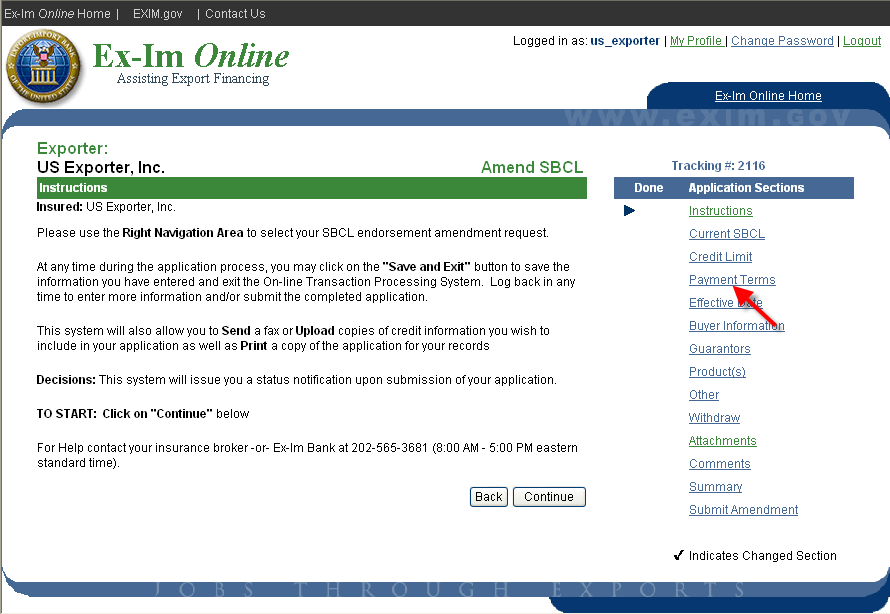 Ex-Im Online Home | EXIM.gov | Contact Us
EXPORT-IMPORT BANK
OF THE UNITED STATES
Ex-Im Online
Assisting Export Financing
Logged in as: us_exporter | My Profile | Change Password | Logout
Ex-Im Online Home
www.exim.gov
Exporter:
US Exporter, Inc. Amend SBCL
Instructions
Insured: US Exporter, Inc.
Please use the Right Navigation Area to select your SBCL endorsement amendment request.
At any time during the application process, you may click on the "Save and Exit" button to save the
information you have entered and exit the On-line Transaction Processing System. Log back in any
time to enter more information and/or submit the completed application.
This system will also allow you to Send a fax or Upload copies of credit information you wish to
include in your application as well as Print a copy of the application for your records
Decisions: This system will issue you a status notification upon submission of your application.
TO START: Click on "Continue" below
For Help contact your insurance broker -or- Ex-Im Bank at 202-565-3681 (8:00 AM - 5:00 PM eastern
standard time).
Back Continue
Tracking #: 2116
Done Application Sections
Instructions
Current SBCL
Credit Limit
Payment Terms
Effective Date
Buyer Information
Guarantors
Product(s)
Other
Withdraw
Attachments
Comments
Summary
Submit Amendment
✓ Indicates Changed Section
JOBS THROUGH EXPORTS